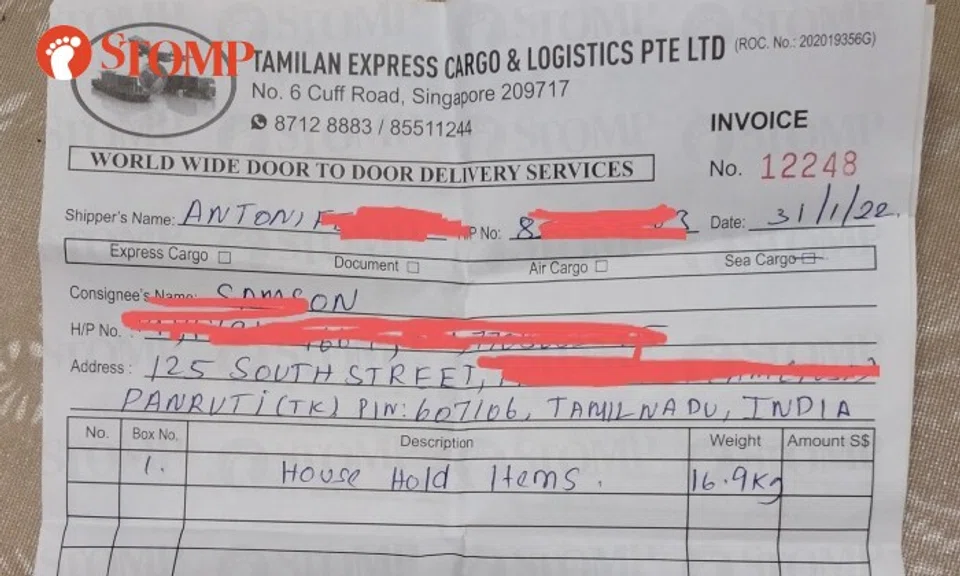 STOMP
TAMILAN EXPRESS CARGO & LOGISTICS PTE LTD (ROC. No.: 202019356G)
No. 6 Cuff Road, Singapore 209717
8712 8883 / 85511244
INVOICE
WORLD WIDE DOOR TO DOOR DELIVERY SERVICES
No. 12248
Shipper's Name: ANTONI P No: 8 3 Date: 31/1/22.
Express Cargo Document Air Cargo Sea Cargo
Consignee's Name: SAMSON
H/P No. :
Address : 125 SOUTH STREET,
PANRUTI (TK) PIN: 607106, TAMILNADU, INDIA
No. Box No. Description Weight Amount S$
1. House Hold Items. 16.9Kg